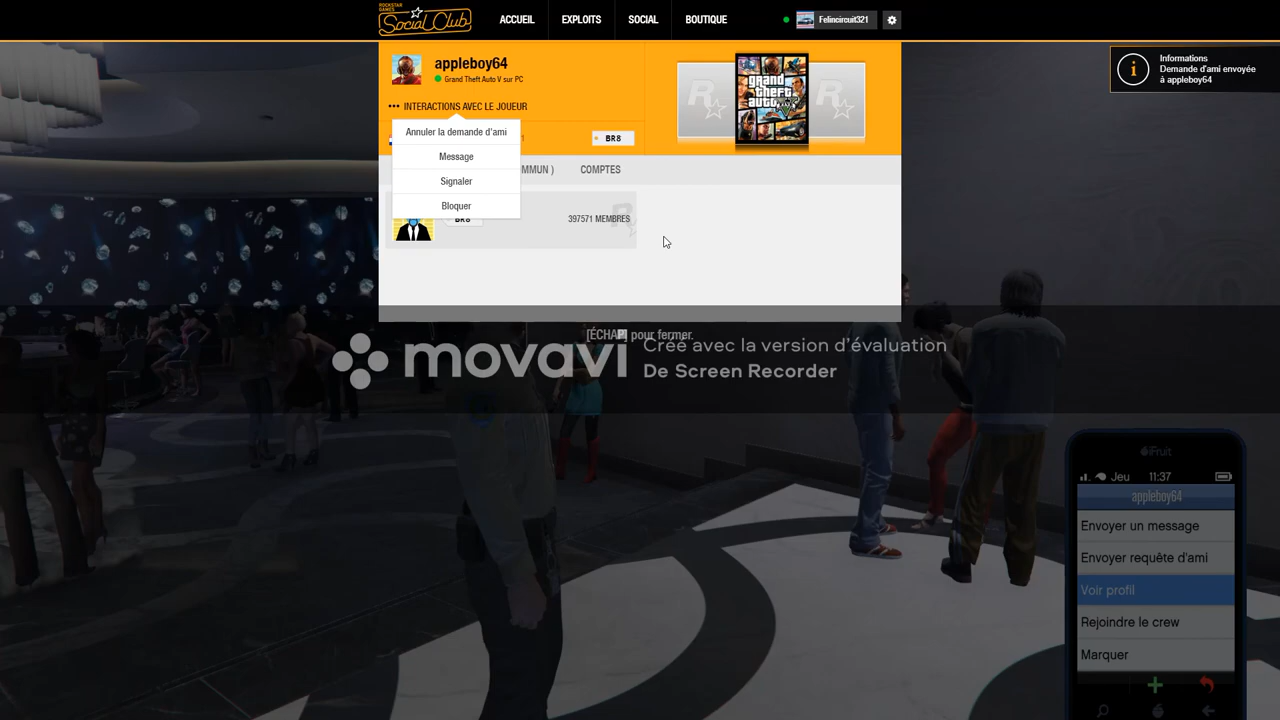 ROCKSTAR
GAMES
Social Club
ACCUEIL
EXPLOITS
SOCIAL
BOUTIQUE
Felincircuit321
appleboy64
Grand Theft Auto V sur PC
••• INTERACTIONS AVEC LE JOUEUR
Annuler la demande d'ami
Message
Signaler
Bloquer
1
BR8
MMUN )
COMPTES
BR8
397571 MEMBRES
grand
theft
auto
Informations
Demande d'ami envoyée
à appleboy64
[ÉCHAP] pour fermer.
movavi
Créé avec la version d'évaluation
De Screen Recorder
iFruit
Jeu 11:37
appleboy64
Envoyer un message
Envoyer requête d'ami
Voir profil
Rejoindre le crew
Marquer